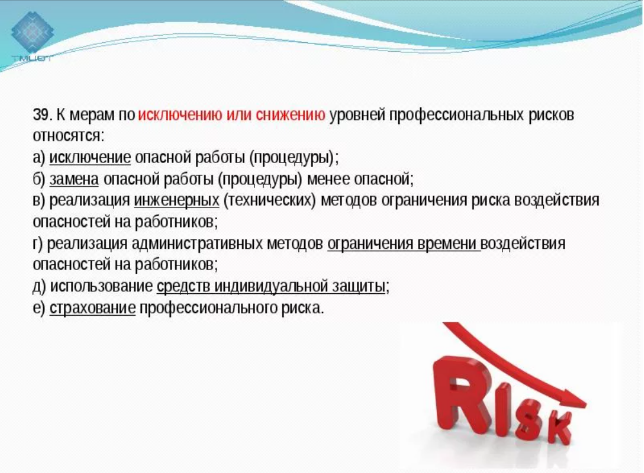 ТМЦОТ
39. К мерам по исключению или снижению уровней профессиональных рисков
относятся:
а) исключение опасной работы (процедуры);
б) замена опасной работы (процедуры) менее опасной;
в) реализация инженерных (технических) методов ограничения риска воздействия
опасностей на работников;
г) реализация административных методов ограничения времени воздействия
опасностей на работников;
д) использование средств индивидуальной защиты;
е) страхование профессионального риска.
RISK